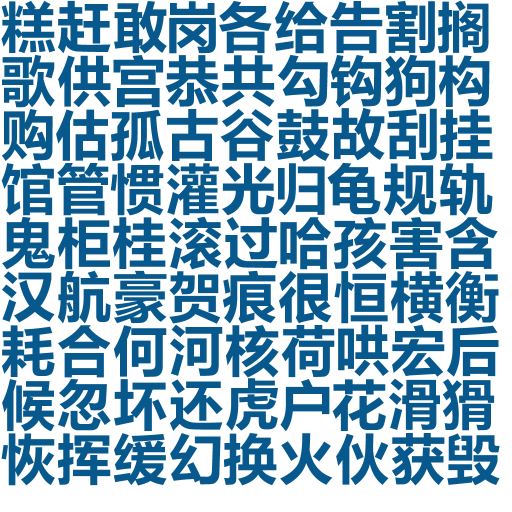 糕赶敢岗各给告割搁
歌供宫恭共勾钩狗构
购估孤古谷鼓故刮挂
馆管惯灌光归龟规轨
鬼柜桂滚过哈孩害含
汉航豪贺痕很恒横衡
耗合何河核荷哄宏后
候忽坏还虎户花滑猾
恢挥缓幻换火伙获毁